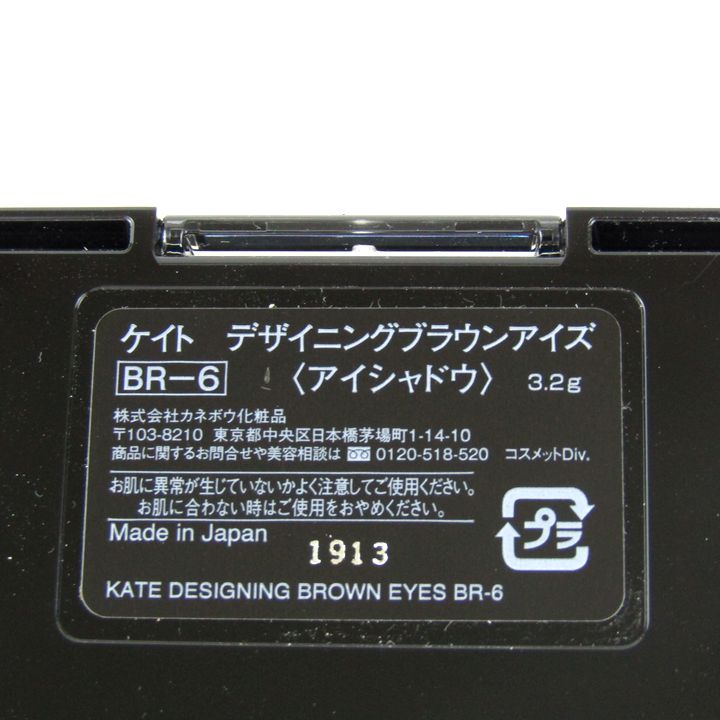 ケイト デザイニングブラウンアイズ
BR-6 〈アイシャドウ〉 3.2g
株式会社カネボウ化粧品
〒103-8210 東京都中央区日本橋茅場町1-14-10
商品に関するお問合せや美容相談は 0120-518-520 コスメットDiv.
お肌に異常が生じていないかよく注意してご使用ください。
お肌に合わない時はご使用をおやめください。
プラ
Made in Japan
1913
KATE DESIGNING BROWN EYES BR-6